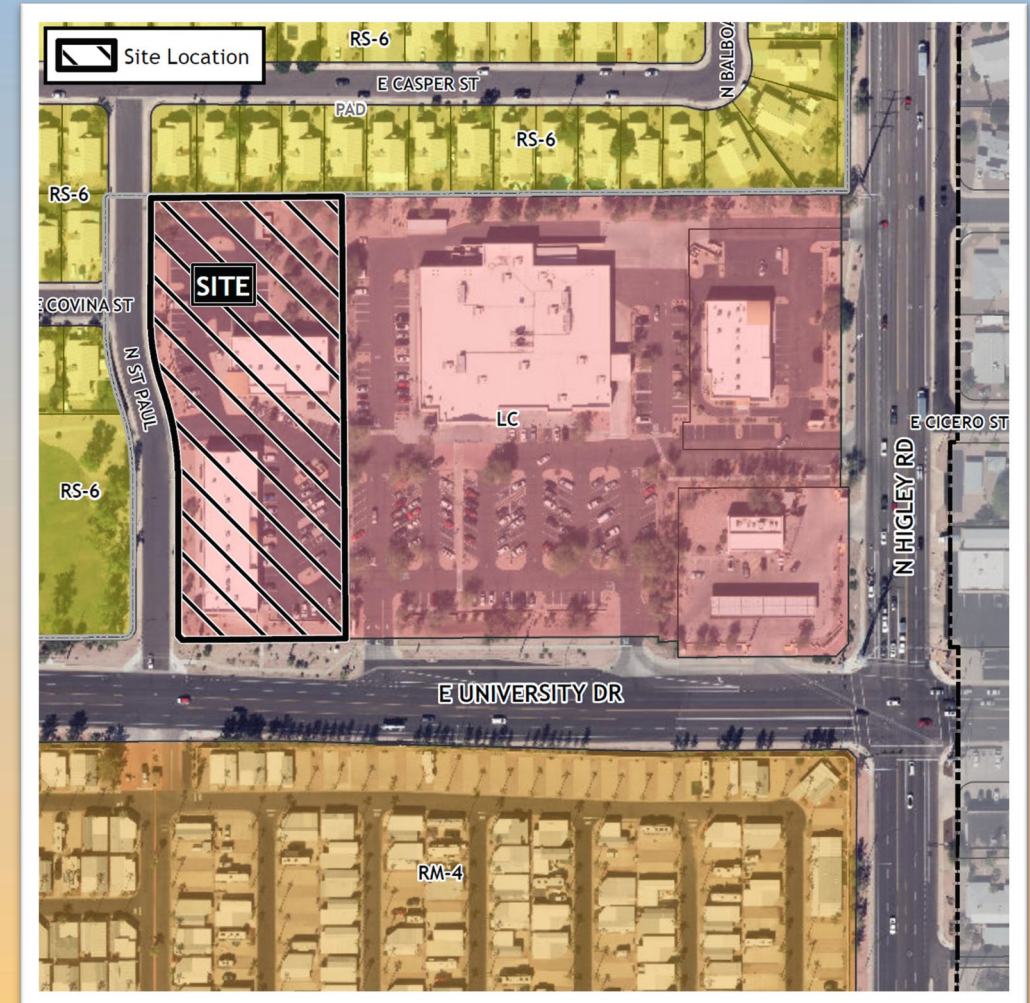 Site Location
RS-6
E CASPER ST
N BALBOA
PAD
RS-6
RS-6
SITE
E COVINA ST
N ST PAUL
LC
E CICERO ST
N HIGLEY RD
RS-6
E UNIVERSITY DR
RM-4